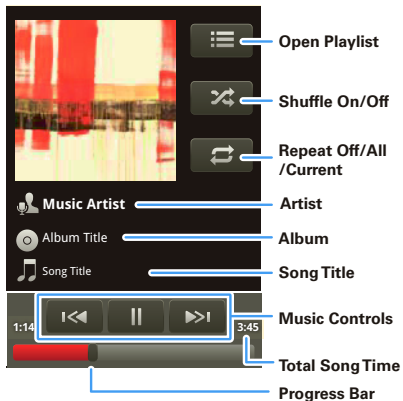 Open Playlist
Shuffle On/Off
Repeat Off/All
/Current
Music Artist
Artist
Album Title
Album
Song Title
Song Title
Music Controls
1:14
3:45
Total Song Time
Progress Bar